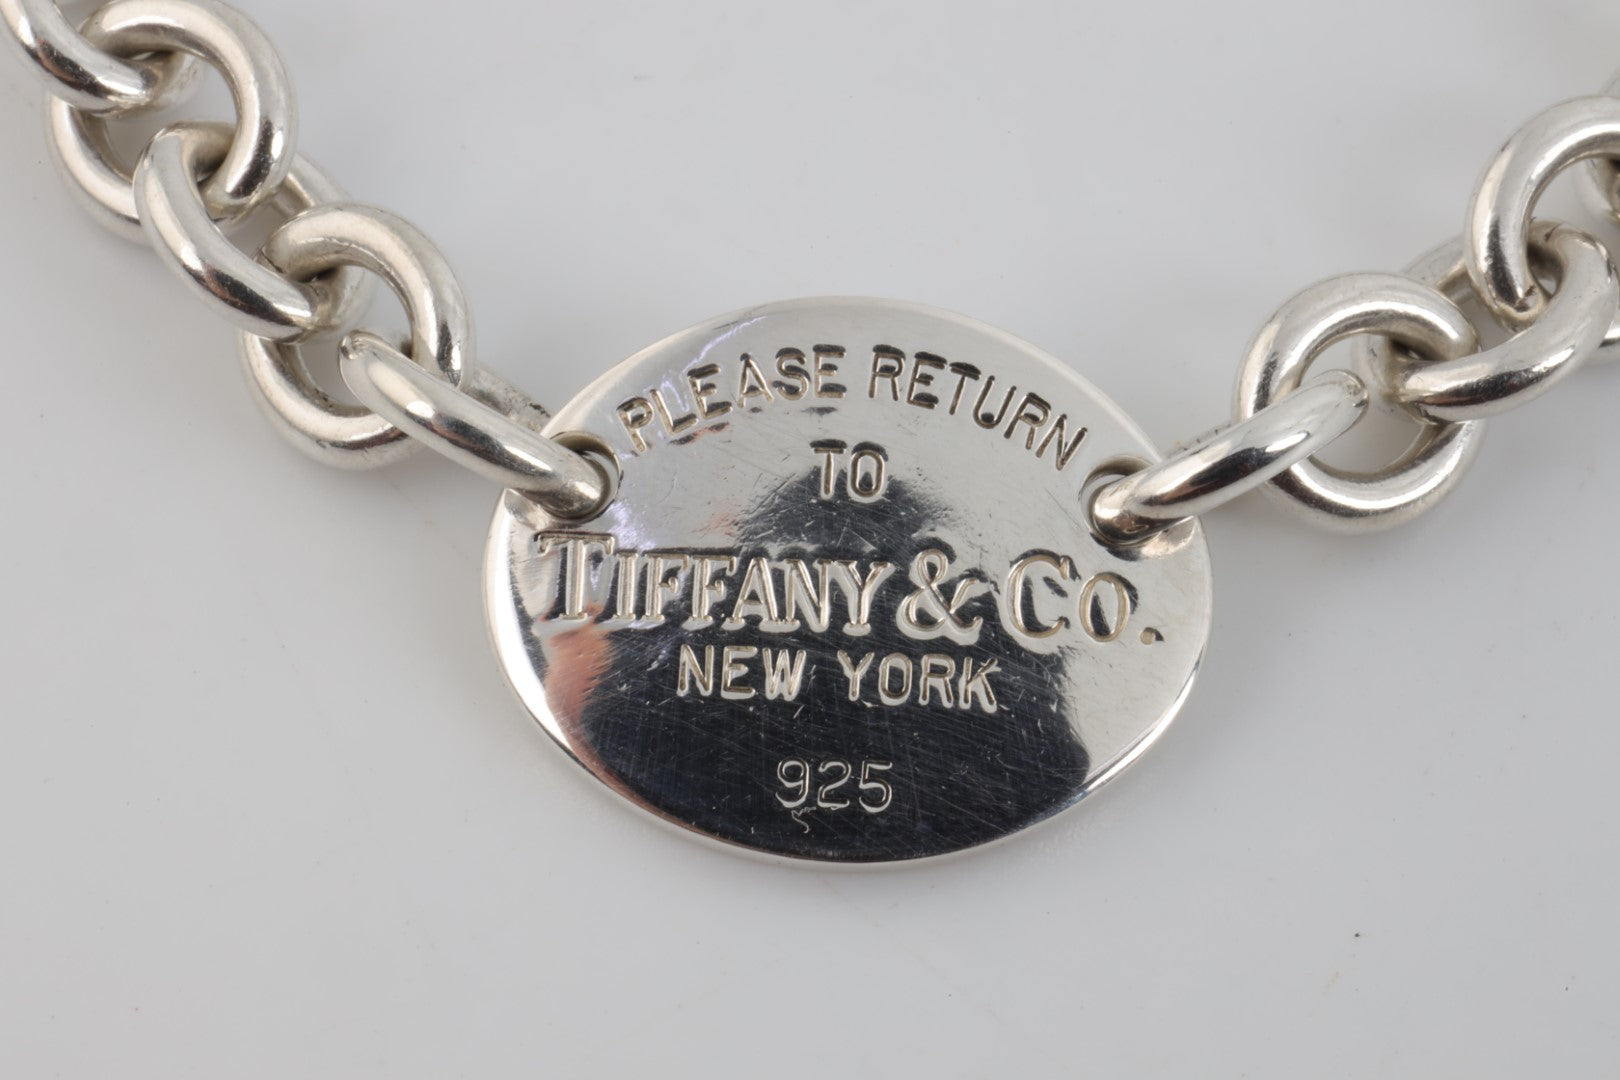 PLEASE RETURN
TO
TIFFANY & CO.
NEW YORK
925